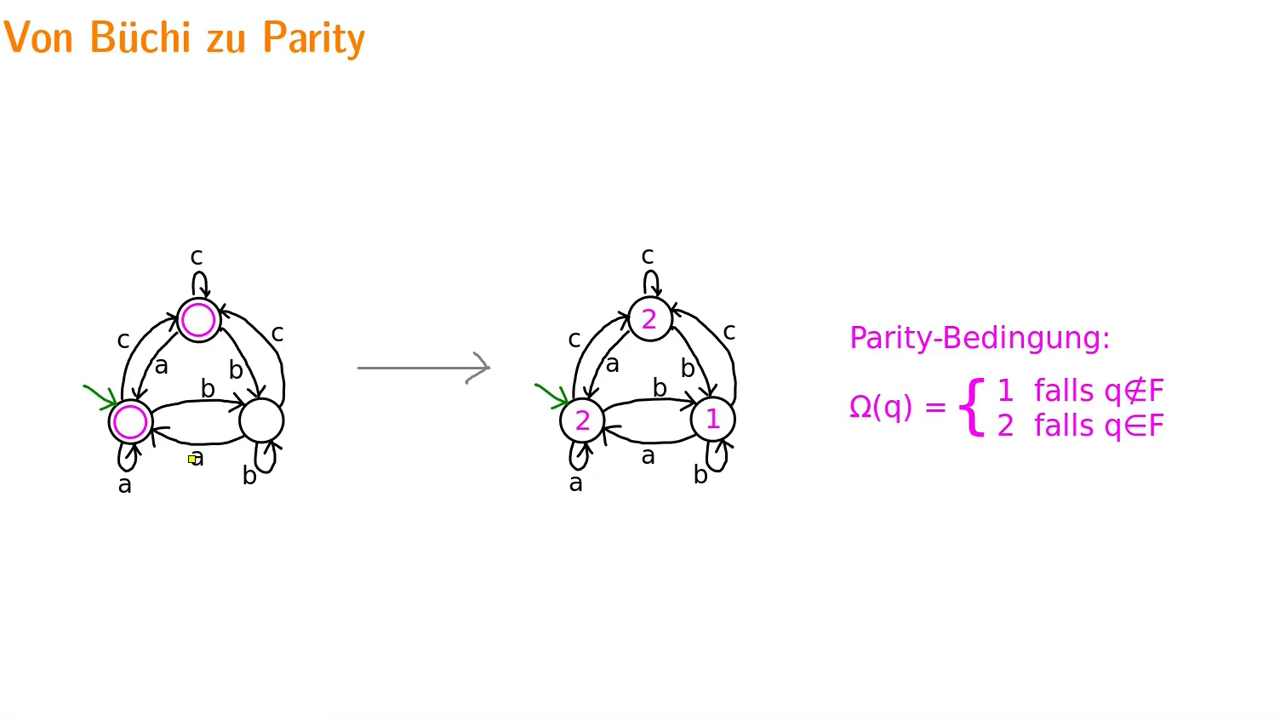 Von Büchi zu Parity
c
c
c
a
b
b
a
a
b
c
2
c
c
a
b
b
2
1
a
a
b
Parity-Bedingung:
Ω(q) = { 1 falls q∉F
2 falls q∈F